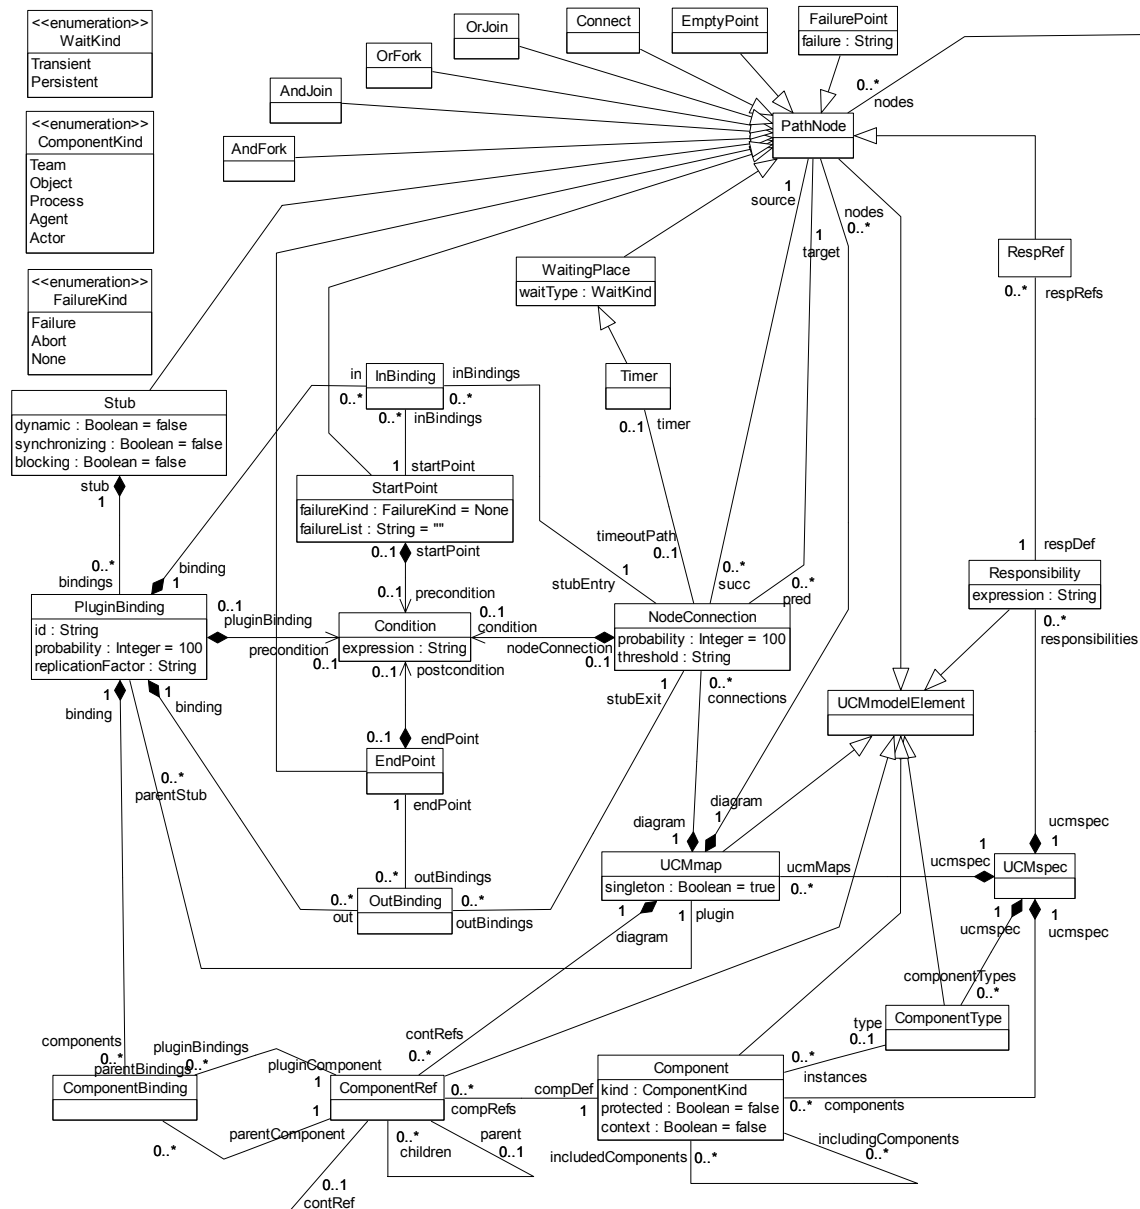 <<enumeration>>
WaitKind
Transient
Persistent
<<enumeration>>
ComponentKind
Team
Object
Process
Agent
Actor
<<enumeration>>
FailureKind
Failure
Abort
None
OrJoin
Connect
EmptyPoint
FailurePoint
failure : String
OrFork
AndJoin
AndFork
0..*
nodes
PathNode
1
source
1
target
nodes
0..*
RespRef
0..*
respRefs
WaitingPlace
waitType : WaitKind
Timer
0..1
timer
in
0..*
InBinding
inBindings
0..*
0..*
inBindings
Stub
dynamic : Boolean = false
synchronizing : Boolean = false
blocking : Boolean = false
stub
1
1
startPoint
StartPoint
failureKind : FailureKind = None
failureList : String = ""
0..1
startPoint
timeoutPath
0..1
0..*
succ
0..*
pred
1
stubEntry
1
respDef
Responsibility
expression : String
0..*
responsibilities
0..*
bindings
binding
1
PluginBinding
id : String
probability : Integer = 100
replicationFactor : String
0..1
pluginBinding
precondition
0..1
0..1
precondition
Condition
expression : String
0..1
condition
nodeConnection
0..1
NodeConnection
probability : Integer = 100
threshold : String
0..1
postcondition
1
binding
1
binding
1
stubExit
0..*
connections
UCMmodelElement
0..1
endPoint
EndPoint
1
endPoint
0..*
parentStub
diagram
1
diagram
1
UCMmap
singleton : Boolean = true
ucmMaps
0..*
1
ucmspec
ucmspec
1
UCMspec
0..*
outBindings
0..*
out
OutBinding
0..*
outBindings
1
diagram
1
plugin
1
ucmspec
1
ucmspec
componentTypes
0..*
ComponentType
type
0..1
contRefs
0..*
components
0..*
parentBindings
pluginBindings
0..*
ComponentBinding
0..*
pluginComponent
1
1
parentComponent
ComponentRef
0..*
compRefs
compDef
1
Component
kind : ComponentKind
protected : Boolean = false
context : Boolean = false
0..*
instances
0..*
components
0..*
children
parent
0..1
includedComponents
0..*
includingComponents
0..*
0..1
contRef